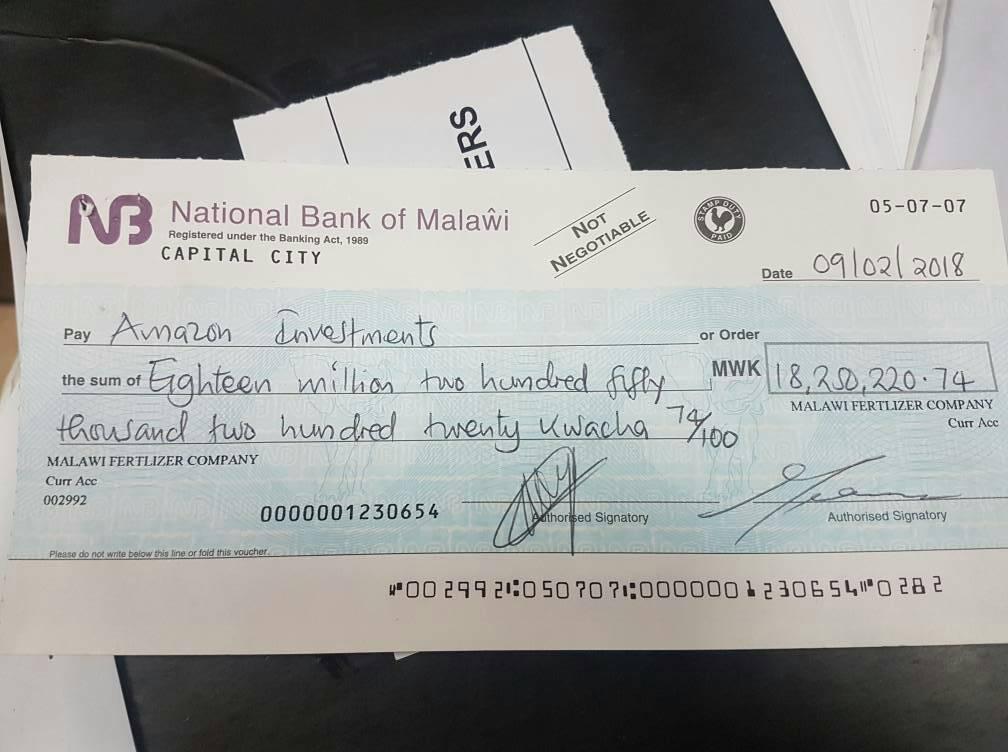 ERS
NB National Bank of Malaŵi
Registered under the Banking Act, 1989
CAPITAL CITY
NOT
NEGOTIABLE
STAMP DUTY
PAID
05-07-07
Date 09/02/2018
Pay Amazon Investments or Order
the sum of Eighteen million two hundred fifty MWK 18,250,220.74
thousand two hundred twenty Kwacha 74/100
MALAWI FERTLIZER COMPANY
Curr Acc
MALAWI FERTLIZER COMPANY
Curr Acc
002992
0000001230654
Authorised Signatory
Authorised Signatory
Please do not write below this line or fold this voucher.
⑈002992⑆050707⑆0000001230654⑈0282